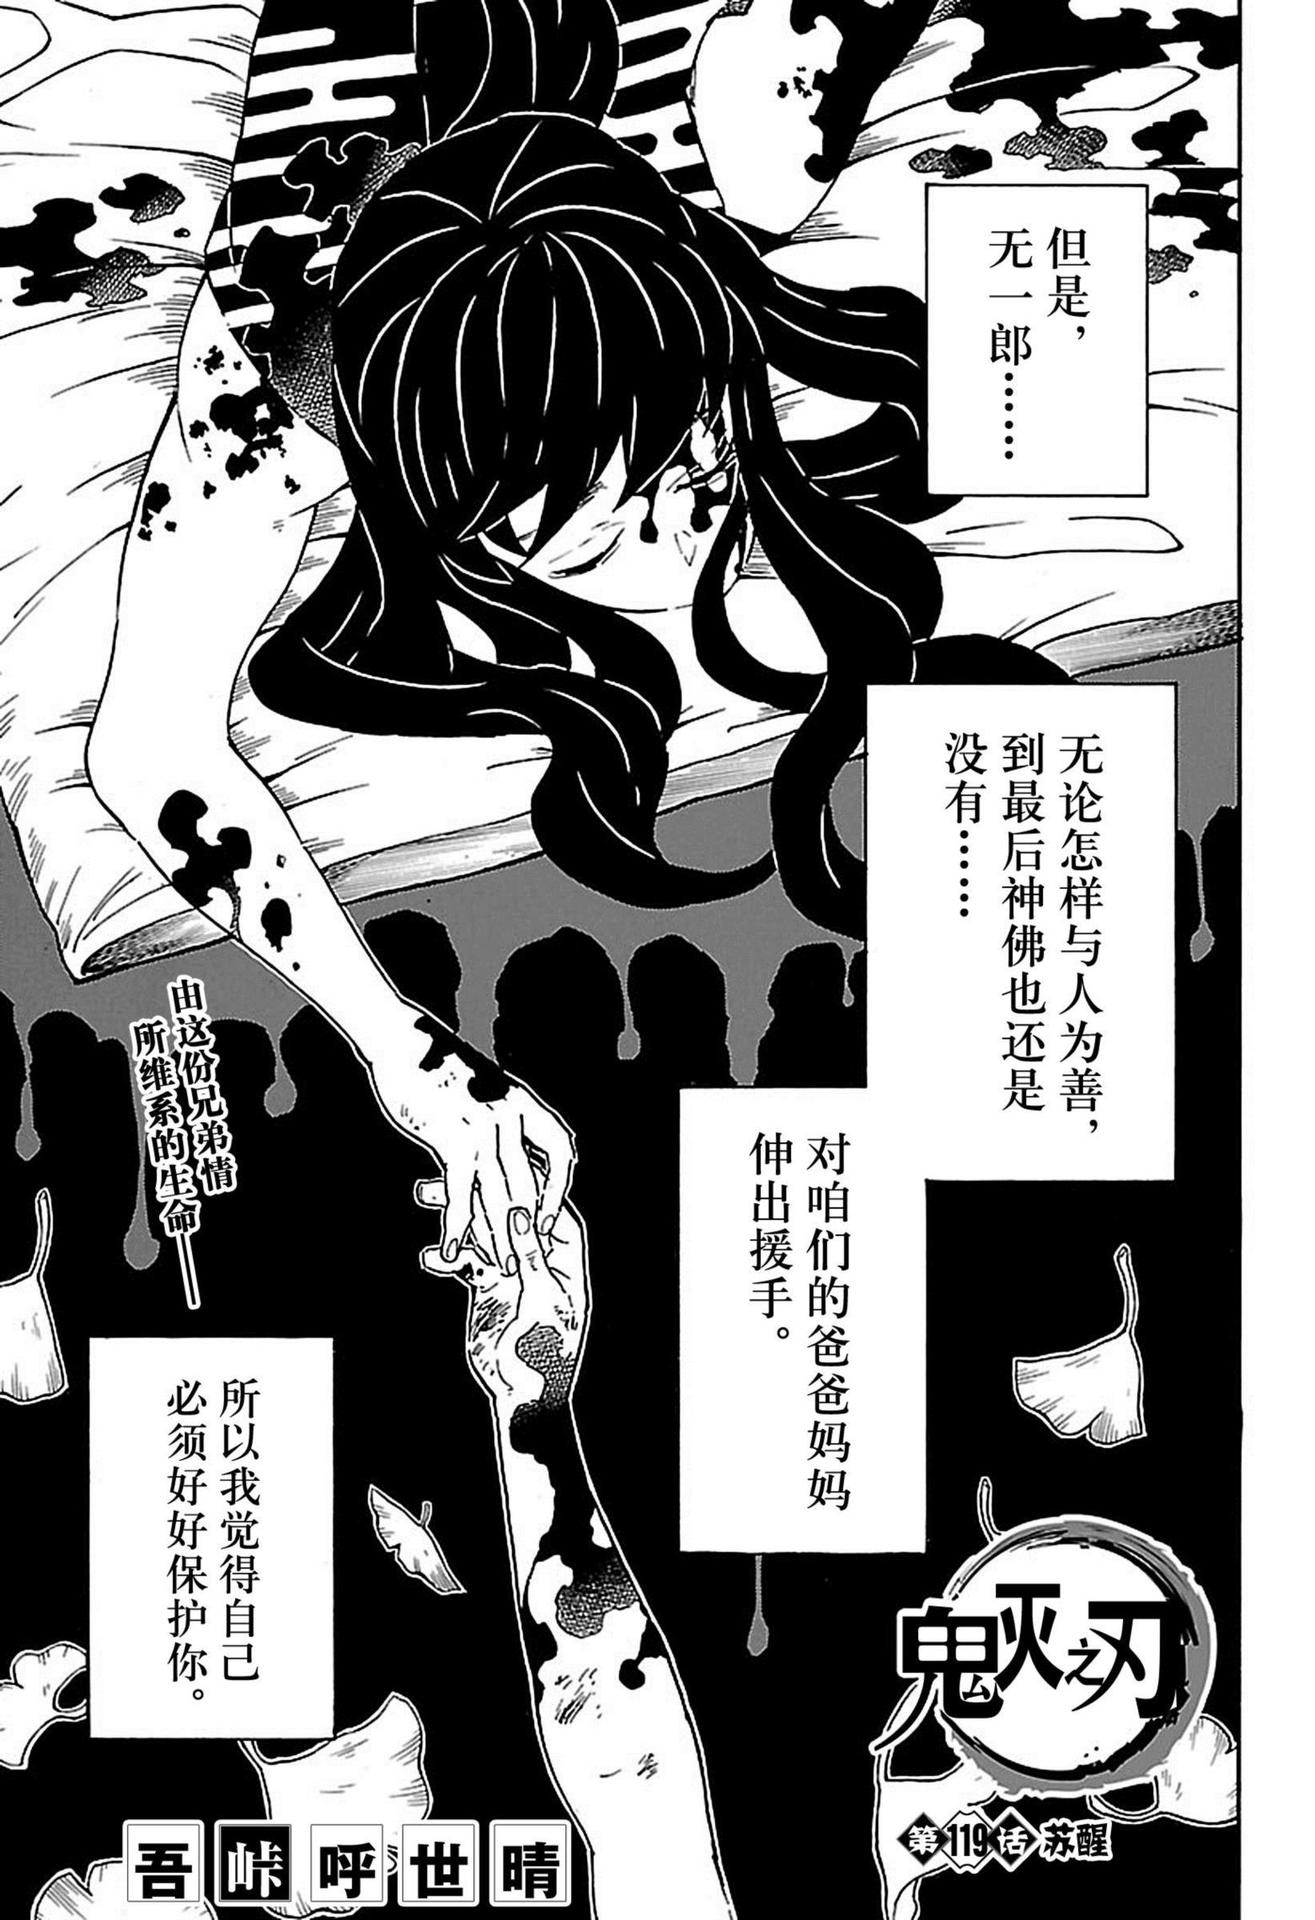 但是，
无一郎……
无论怎样与人为善，
到最后神佛也还是
没有……
对咱们的爸爸妈妈
伸出援手。
由这份兄弟情
所维系的生命——
所以我觉得自己
必须好好保护你。
鬼灭之刃
第119话 苏醒
吾峠呼世晴